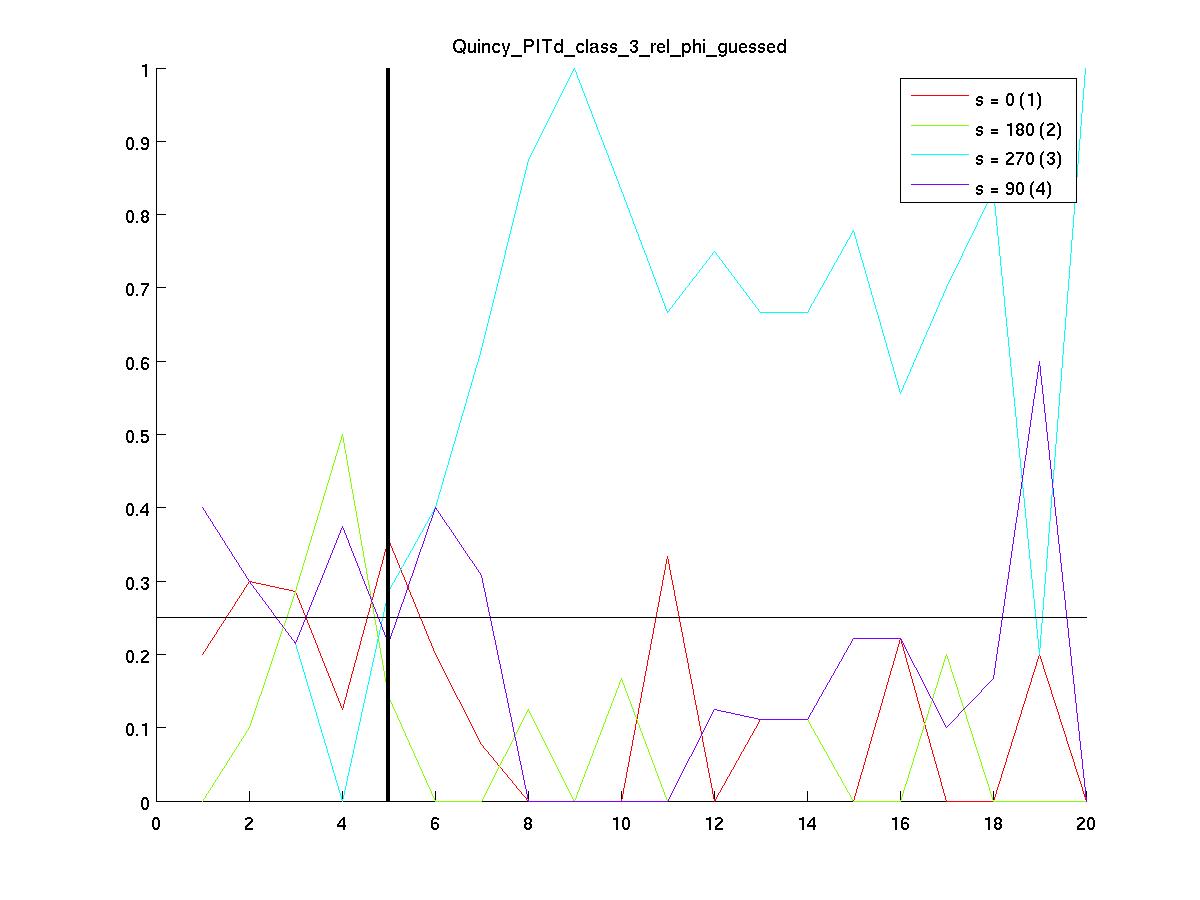 Quincy_PITd_class_3_rel_phi_guessed
1
0.9
0.8
0.7
0.6
0.5
0.4
0.3
0.2
0.1
0
0 2 4 6 8 10 12 14 16 18 20
s = 0 (1)
s = 180 (2)
s = 270 (3)
s = 90 (4)